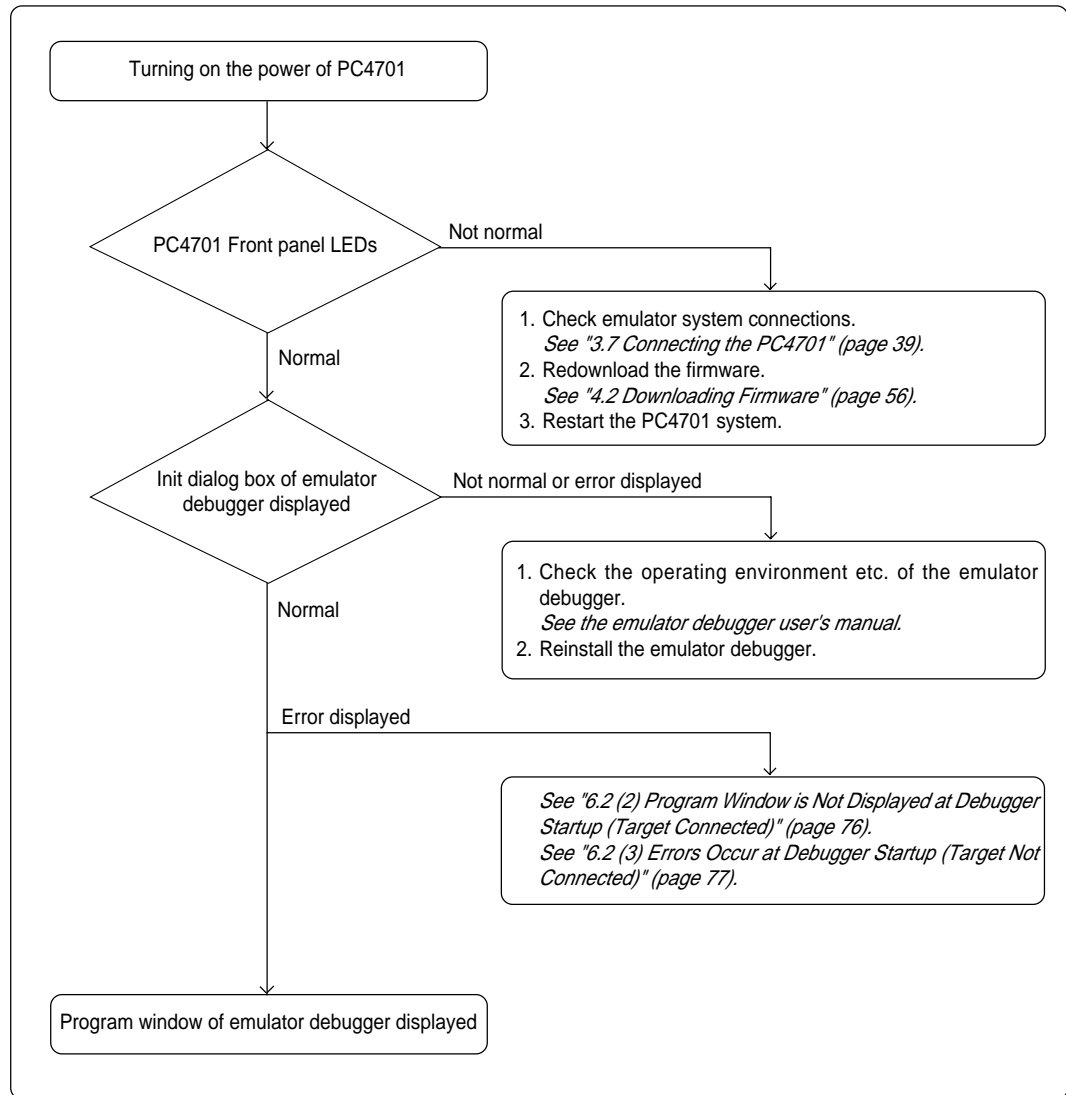 Turning on the power of PC4701
PC4701 Front panel LEDs
Not normal
1. Check emulator system connections.
See "3.7 Connecting the PC4701" (page 39).
2. Redownload the firmware.
See "4.2 Downloading Firmware" (page 56).
3. Restart the PC4701 system.
Normal
Init dialog box of emulator
debugger displayed
Not normal or error displayed
1. Check the operating environment etc. of the emulator
debugger.
See the emulator debugger user's manual.
2. Reinstall the emulator debugger.
Normal
Error displayed
See "6.2 (2) Program Window is Not Displayed at Debugger
Startup (Target Connected)" (page 76).
See "6.2 (3) Errors Occur at Debugger Startup (Target Not
Connected)" (page 77).
Program window of emulator debugger displayed